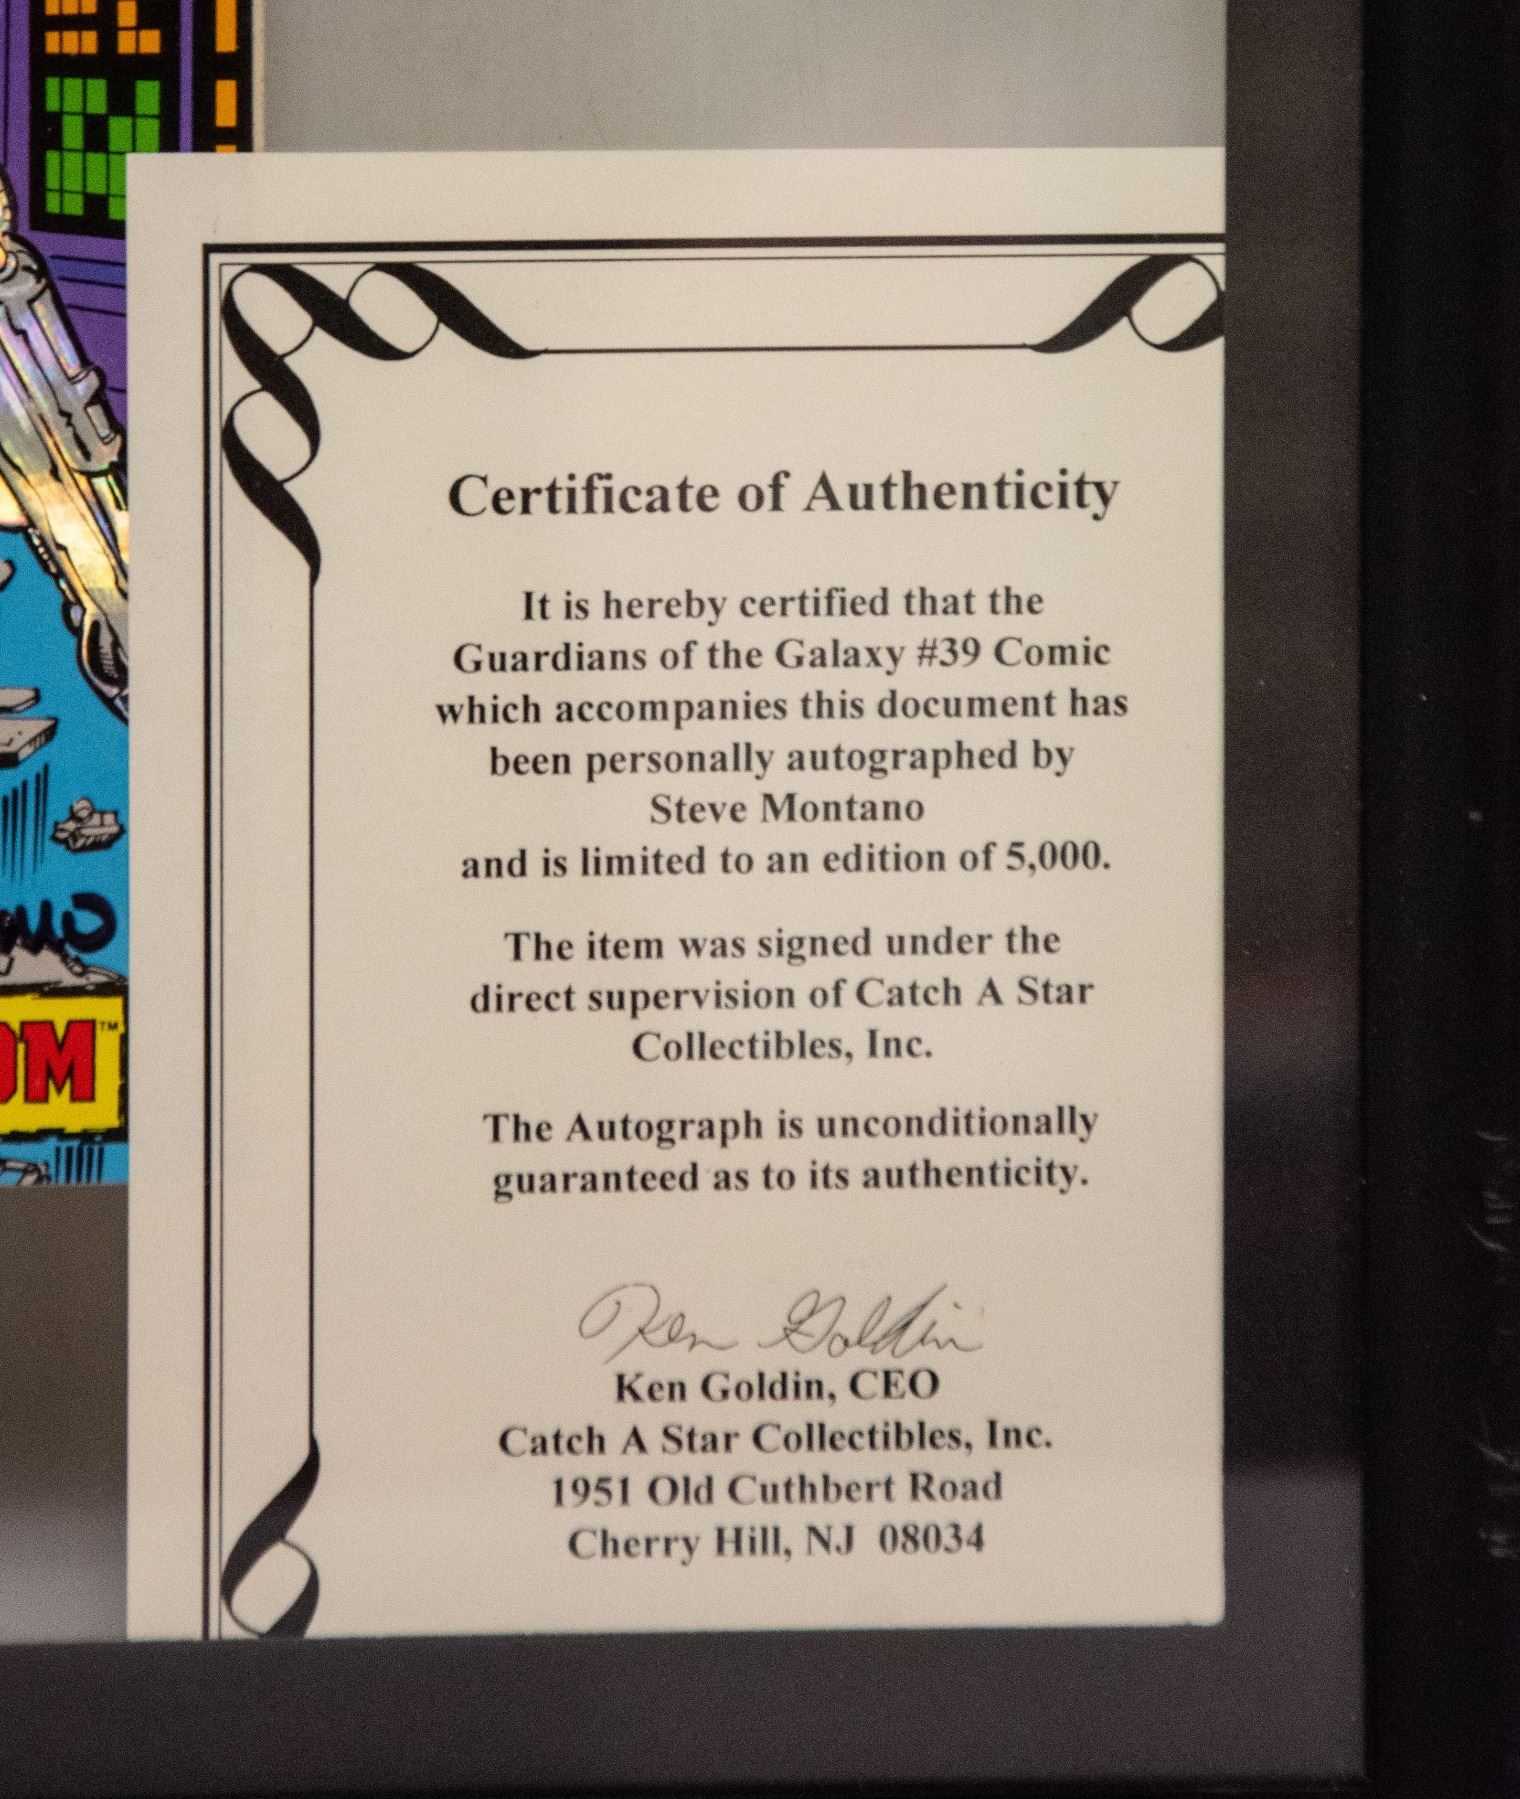 Certificate of Authenticity
It is hereby certified that the
Guardians of the Galaxy #39 Comic
which accompanies this document has
been personally autographed by
Steve Montano
and is limited to an edition of 5,000.
The item was signed under the
direct supervision of Catch A Star
Collectibles, Inc.
The Autograph is unconditionally
guaranteed as to its authenticity.
Ken Goldin
Ken Goldin, CEO
Catch A Star Collectibles, Inc.
1951 Old Cuthbert Road
Cherry Hill, NJ 08034
OM™